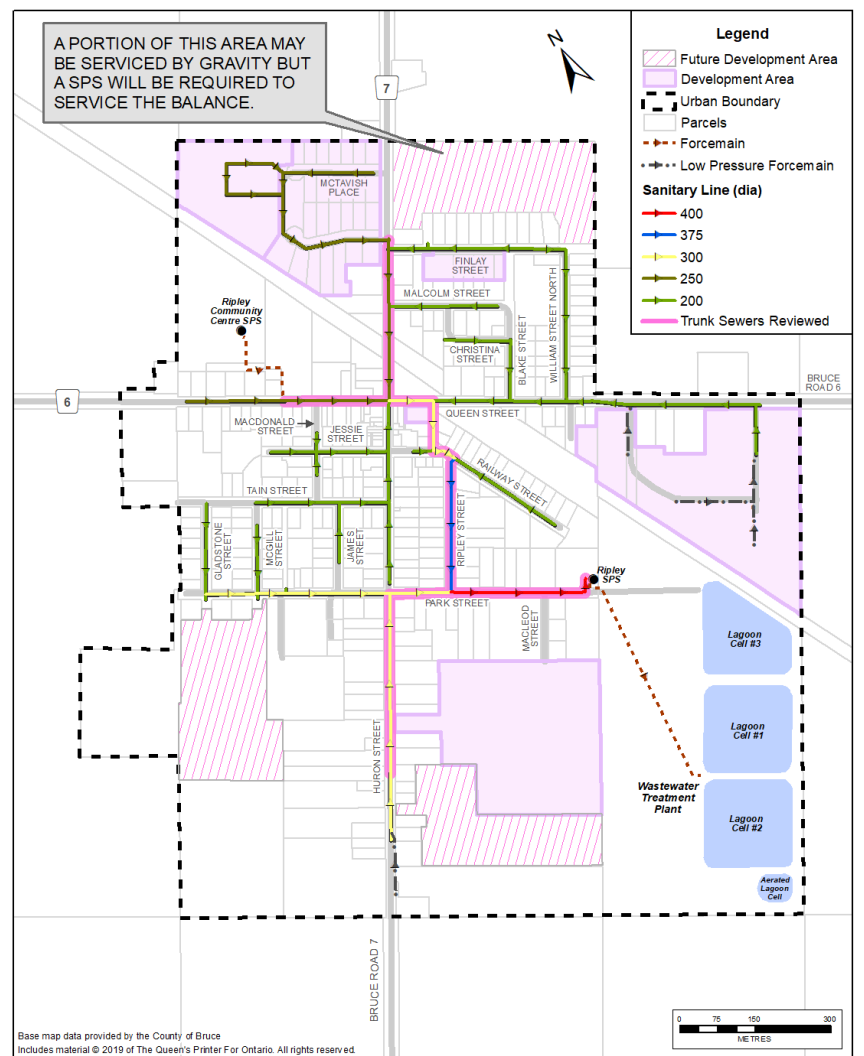 A PORTION OF THIS AREA MAY
BE SERVICED BY GRAVITY BUT
A SPS WILL BE REQUIRED TO
SERVICE THE BALANCE.
7
N
Legend
Future Development Area
Development Area
Urban Boundary
Parcels
Forcemain
Low Pressure Forcemain
Sanitary Line (dia)
400
375
300
250
200
Trunk Sewers Reviewed
MCTAVISH
PLACE
FINLAY
STREET
MALCOLM STREET
CHRISTINA
STREET
BLAKE STREET
WILLIAM STREET NORTH
Ripley
Community
Centre SPS
6
BRUCE
ROAD 6
QUEEN STREET
MACDONALD
STREET
JESSIE
STREET
RAILWAY STREET
TAIN STREET
GLADSTONE
STREET
MCGILL
STREET
JAMES
STREET
RIPLEY STREET
Ripley
SPS
PARK STREET
MACLEOD
STREET
Lagoon
Cell #3
Lagoon
Cell #1
HURON STREET
Wastewater
Treatment
Plant
Lagoon
Cell #2
Aerated
Lagoon
Cell
BRUCE ROAD 7
0 75 150 300
METRES
Base map data provided by the County of Bruce
Includes material © 2019 of The Queen's Printer For Ontario. All rights reserved.